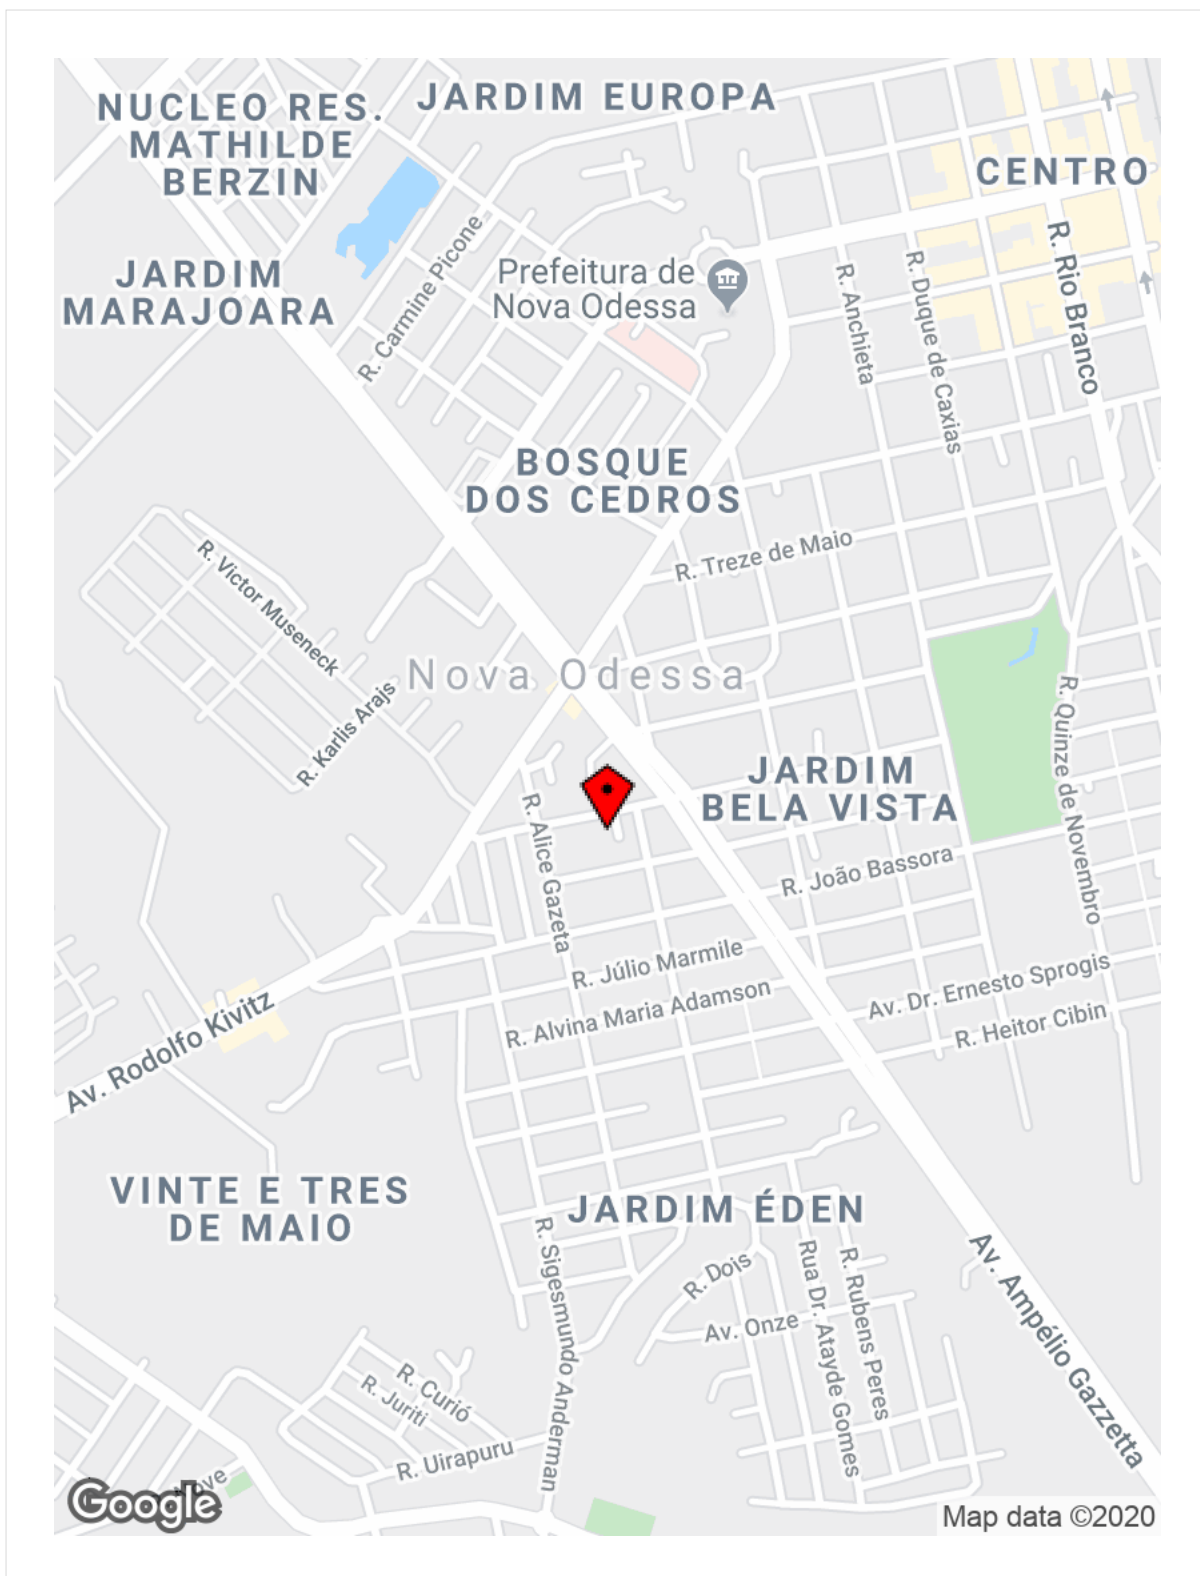 NUCLEO RES.
MATHILDE
BERZIN
JARDIM EUROPA
CENTRO
JARDIM
MARAJOARA
R. Carmine Picone
Prefeitura de
Nova Odessa
R. Anchieta
R. Duque de Caxias
R. Rio Branco
BOSQUE
DOS CEDROS
R. Treze de Maio
R. Victor Museneck
R. Karlis Arajs
Nova Odessa
R. Quinze de Novembro
JARDIM
BELA VISTA
R. Alice Gazeta
R. João Bassora
R. Júlio Marmile
R. Alvina Maria Adamson
Av. Dr. Ernesto Sprogis
R. Heitor Cibin
Av. Rodolfo Kivitz
VINTE E TRES
DE MAIO
JARDIM ÉDEN
R. Sigesmundo Anderman
R. Dois
Av. Onze
Rua Dr. Atayde Gomes
R. Rubens Peres
Av. Ampélio Gazzetta
R. Curió
R. Juriti
R. Uirapuru
Google
Map data ©2020